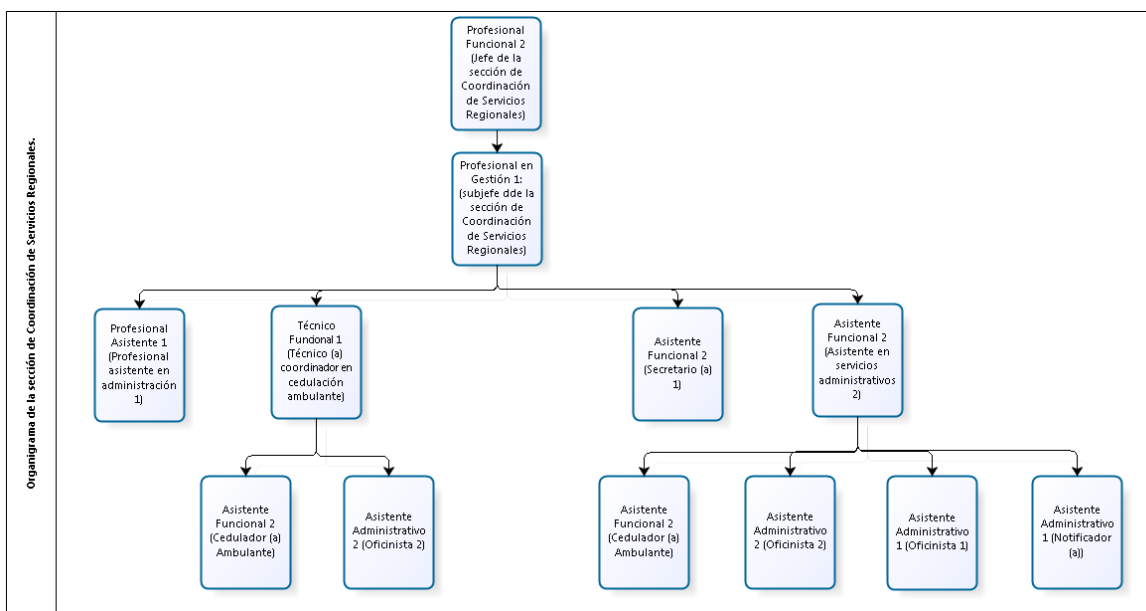 Organigrama de la sección de Coordinación de Servicios Regionales.
Profesional
Funcional 2
(Jefe de la
sección de
Coordinación
de Servicios
Regionales)
Profesional en
Gestión 1:
(subjefe dde la
sección de
Coordinación
de Servicios
Regionales)
Profesional
Asistente 1
(Profesional
asistente en
administración
1)
Técnico
Funcional 1
(Técnico (a)
coordinador en
cedulación
ambulante)
Asistente
Funcional 2
(Secretario (a)
1)
Asistente
Funcional 2
(Asistente en
servicios
administrativos
2)
Asistente
Funcional 2
(Cedulador (a)
Ambulante)
Asistente
Administrativo
2 (Oficinista 2)
Asistente
Funcional 2
(Cedulador (a)
Ambulante)
Asistente
Administrativo
2 (Oficinista 2)
Asistente
Administrativo
1 (Oficinista 1)
Asistente
Administrativo
1 (Notificador
(a))